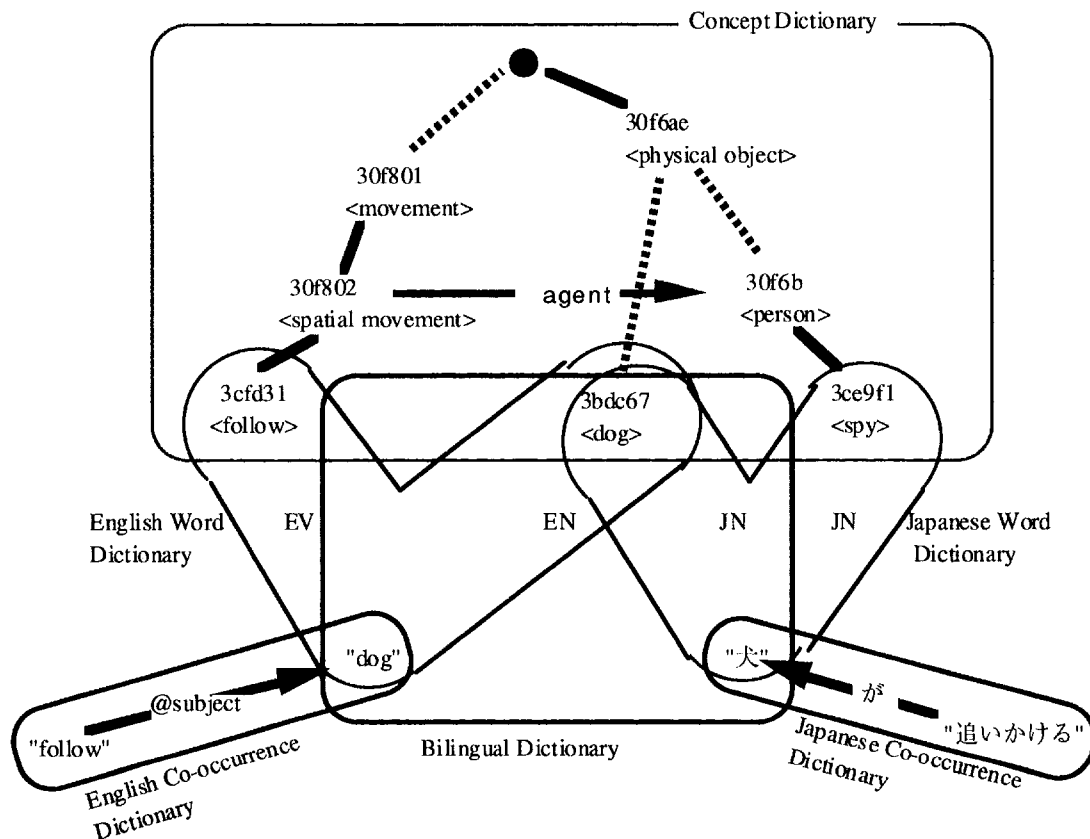 Concept Dictionary
30f6ae
<physical object>
30f801
<movement>
30f802
<spatial movement>
agent
30f6b
<person>
3cfd31
<follow>
3bdc67
<dog>
3ce9f1
<spy>
English Word
Dictionary
EV
EN
JN
JN
Japanese Word
Dictionary
"dog"
@subject
"follow"
English Co-occurrence
Dictionary
Bilingual Dictionary
"犬"
が
"追いかける"
Japanese Co-occurrence
Dictionary